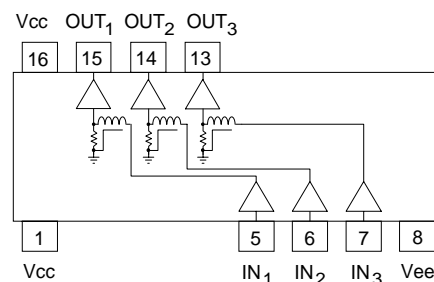 Vcc OUT1 OUT2 OUT3
16 15 14 13
1 5 6 7 8
Vcc IN1 IN2 IN3 Vee